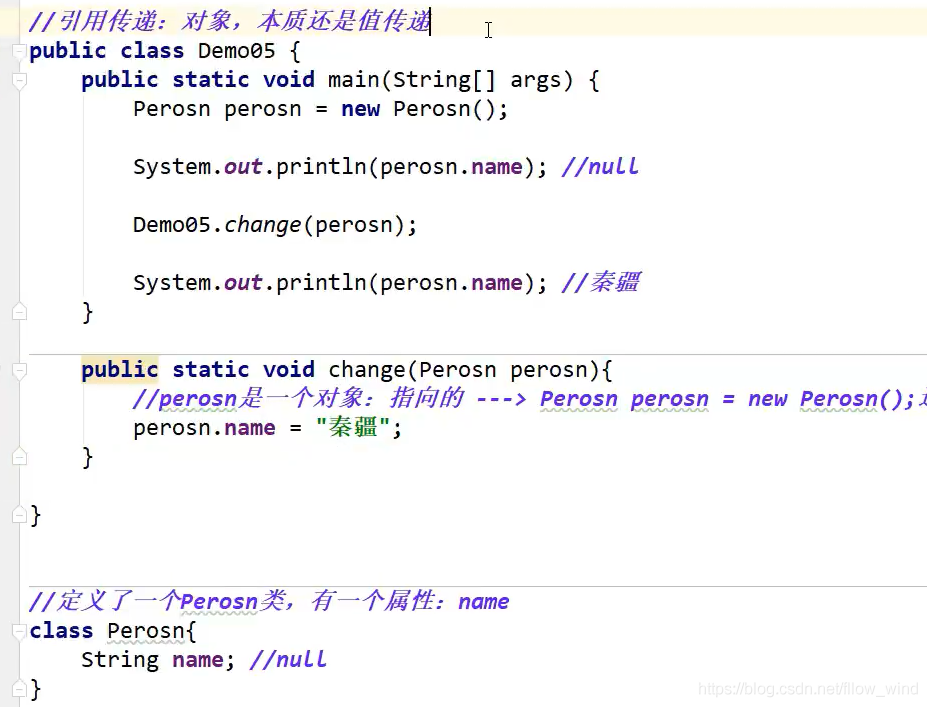 //引用传递：对象，本质还是值传递
public class Demo05 {
    public static void main(String[] args) {
        Perosn perosn = new Perosn();
        System.out.println(perosn.name); //null
        Demo05.change(perosn);
        System.out.println(perosn.name); //秦疆
    }
    public static void change(Perosn perosn){
        //perosn是一个对象：指向的 ---> Perosn perosn = new Perosn();
        perosn.name = "秦疆";
    }
}
//定义了一个Perosn类，有一个属性：name
class Perosn{
    String name; //null
}
https://blog.csdn.net/fllow_wind